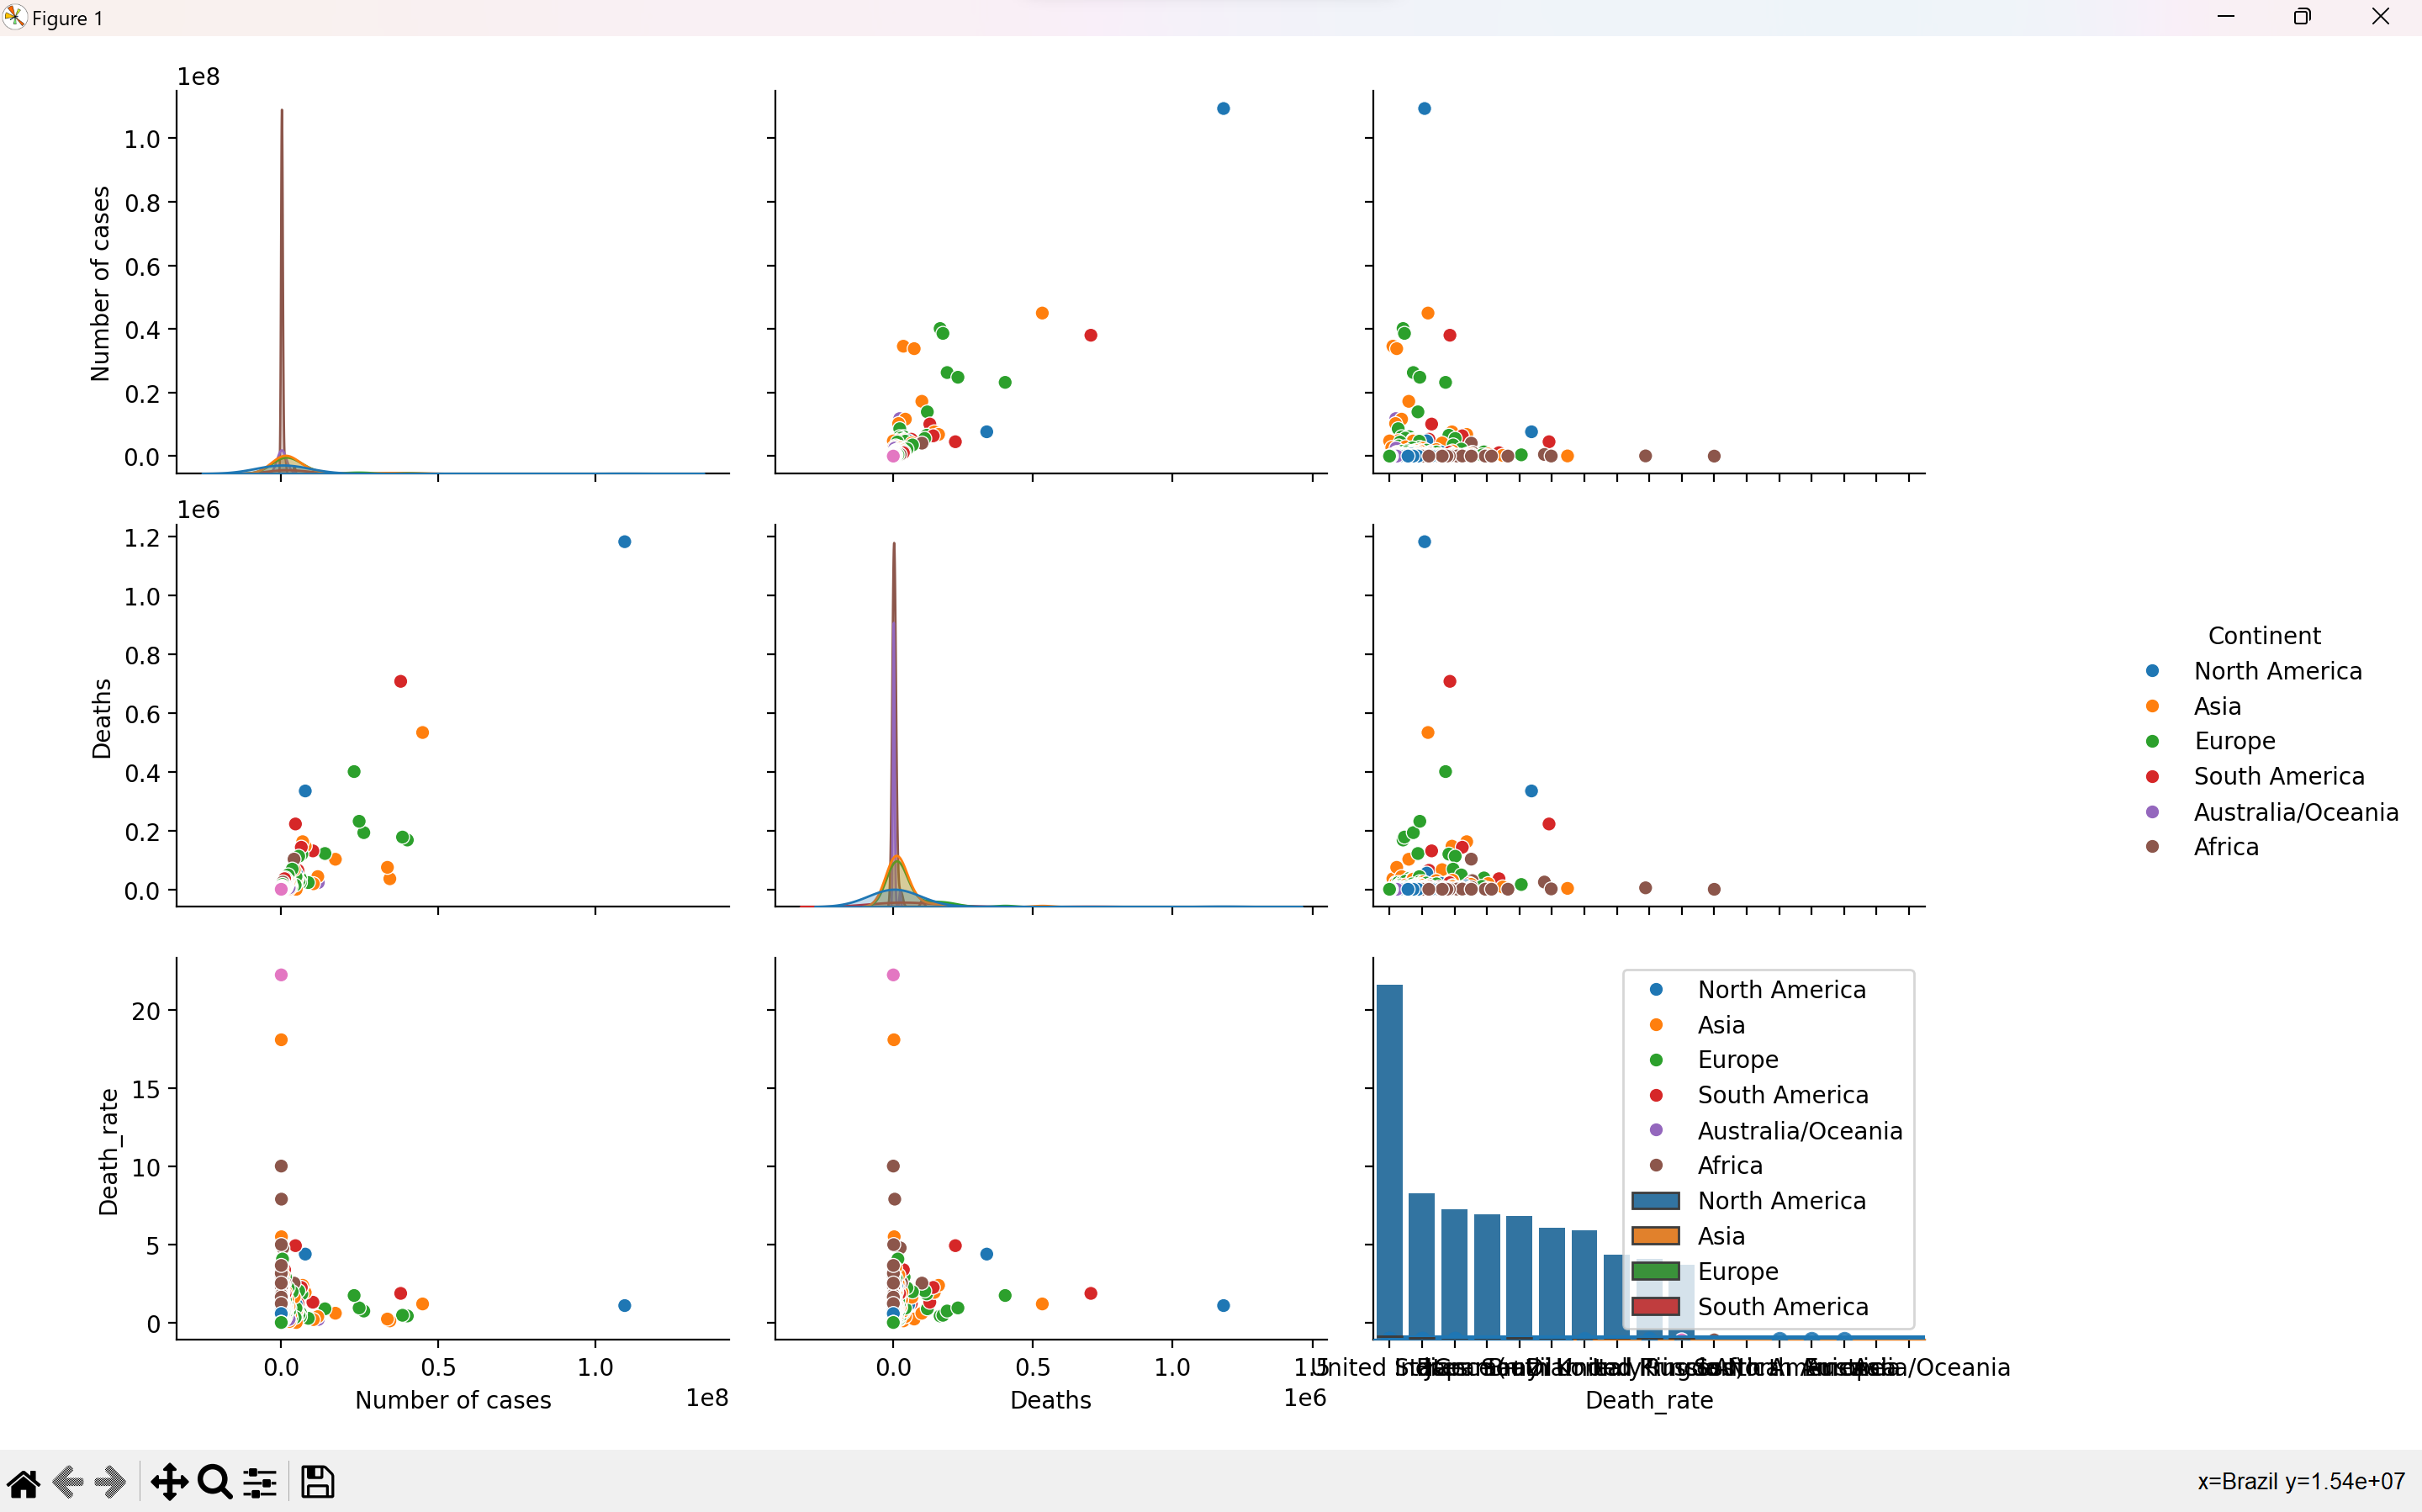 Figure 1
1e8
1.0
0.8
0.6
0.4
0.2
0.0
Number of cases
1e6
1.2
1.0
0.8
0.6
0.4
0.2
0.0
Deaths
Continent
North America
Asia
Europe
South America
Australia/Oceania
Africa
20
15
10
5
0
Death_rate
North America
Asia
Europe
South America
Australia/Oceania
Africa
North America
Asia
Europe
South America
0.0 0.5 1.0
Number of cases
1e8
0.0 0.5 1.0 1.5
Deaths
1e6
United
Death_rate
x=Brazil y=1.54e+07